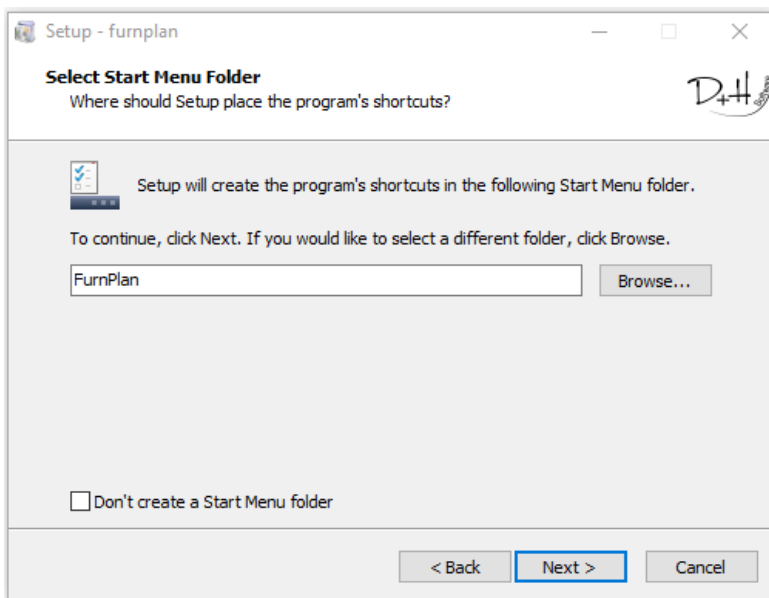 Setup - furnplan
Select Start Menu Folder
Where should Setup place the program's shortcuts?
D+H
Setup will create the program's shortcuts in the following Start Menu folder.
To continue, click Next. If you would like to select a different folder, click Browse.
FurnPlan
Browse...
Don't create a Start Menu folder
< Back
Next >
Cancel